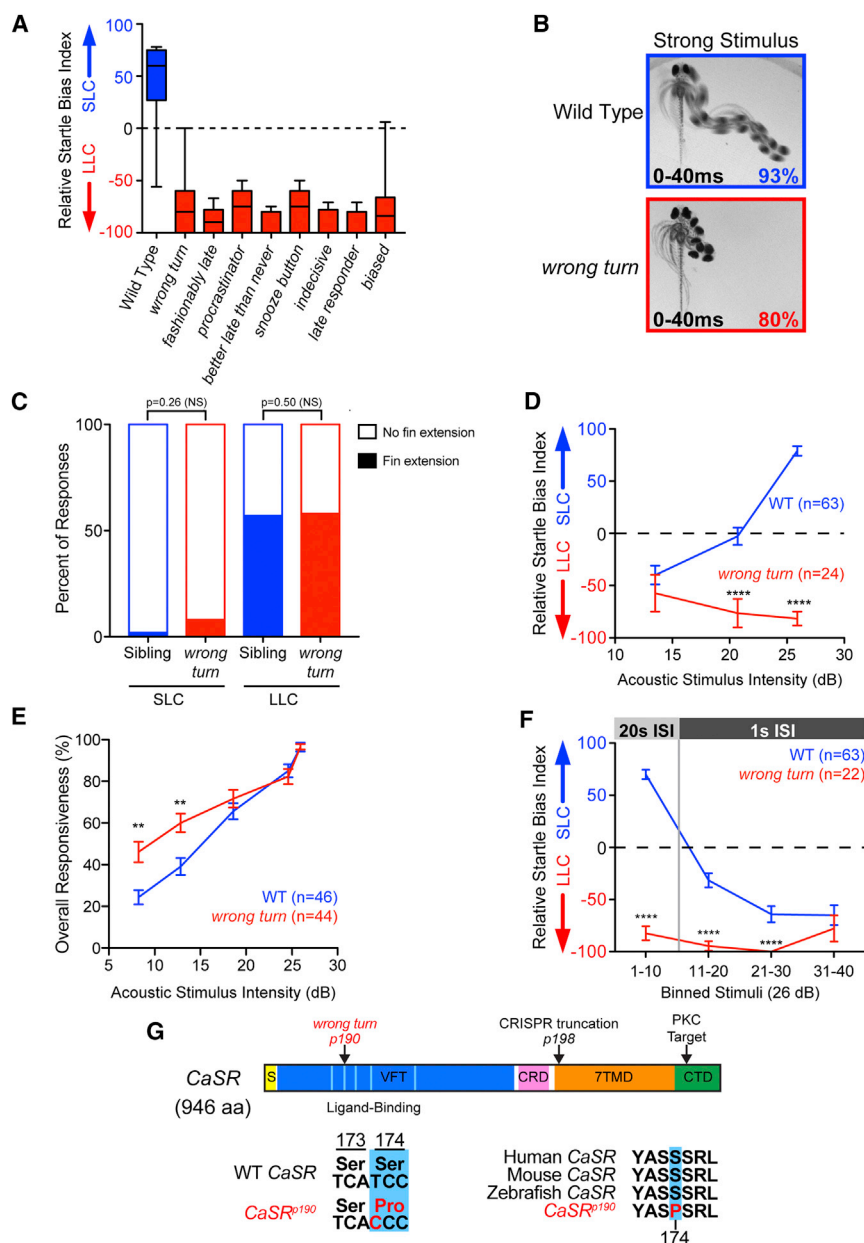 A
Relative Startle Bias Index
SLC
LLC
100
50
0
-50
-100
Wild Type
wrong turn
fashionably late
procrastinator
better late than never
snooze button
indecisive
late responder
biased
B
Strong Stimulus
Wild Type
0-40ms 93%
wrong turn
0-40ms 80%
C
p=0.26 (NS) p=0.50 (NS)
Percent of Responses
100
50
0
No fin extension
Fin extension
Sibling wrong turn Sibling wrong turn
SLC LLC
D
Relative Startle Bias Index
SLC
LLC
100
50
0
-50
-100
WT (n=63)
wrong turn (n=24)
**** ****
10 15 20 25 30
Acoustic Stimulus Intensity (dB)
E
Overall Responsiveness (%)
100
80
60
40
20
0
** **
WT (n=46)
wrong turn (n=44)
5 10 15 20 25 30
Acoustic Stimulus Intensity (dB)
F
20s ISI 1s ISI
Relative Startle Bias Index
SLC
LLC
100
50
0
-50
-100
WT (n=63)
wrong turn (n=22)
**** **** ****
1-10 11-20 21-30 31-40
Binned Stimuli (26 dB)
G
wrong turn
p190
CRISPR truncation
p198
PKC
Target
CaSR
(946 aa)
S VFT CRD 7TMD CTD
Ligand-Binding
173 174
WT CaSR
Ser Ser
TCATCC
CaSRp190
Ser Pro
TCACCC
Human CaSR YASSSRL
Mouse CaSR YASSSRL
Zebrafish CaSR YASSSRL
CaSRp190 YASPSRL
174